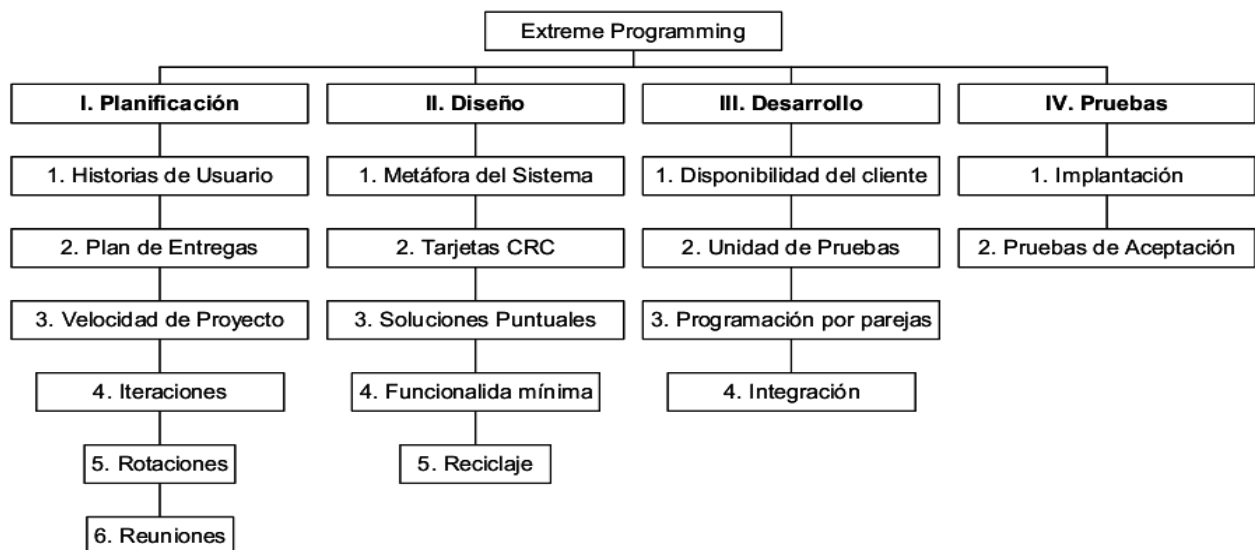 Extreme Programming
I. Planificación
1. Historias de Usuario
2. Plan de Entregas
3. Velocidad de Proyecto
4. Iteraciones
5. Rotaciones
6. Reuniones
II. Diseño
1. Metáfora del Sistema
2. Tarjetas CRC
3. Soluciones Puntuales
4. Funcionalida mínima
5. Reciclaje
III. Desarrollo
1. Disponibilidad del cliente
2. Unidad de Pruebas
3. Programación por parejas
4. Integración
IV. Pruebas
1. Implantación
2. Pruebas de Aceptación